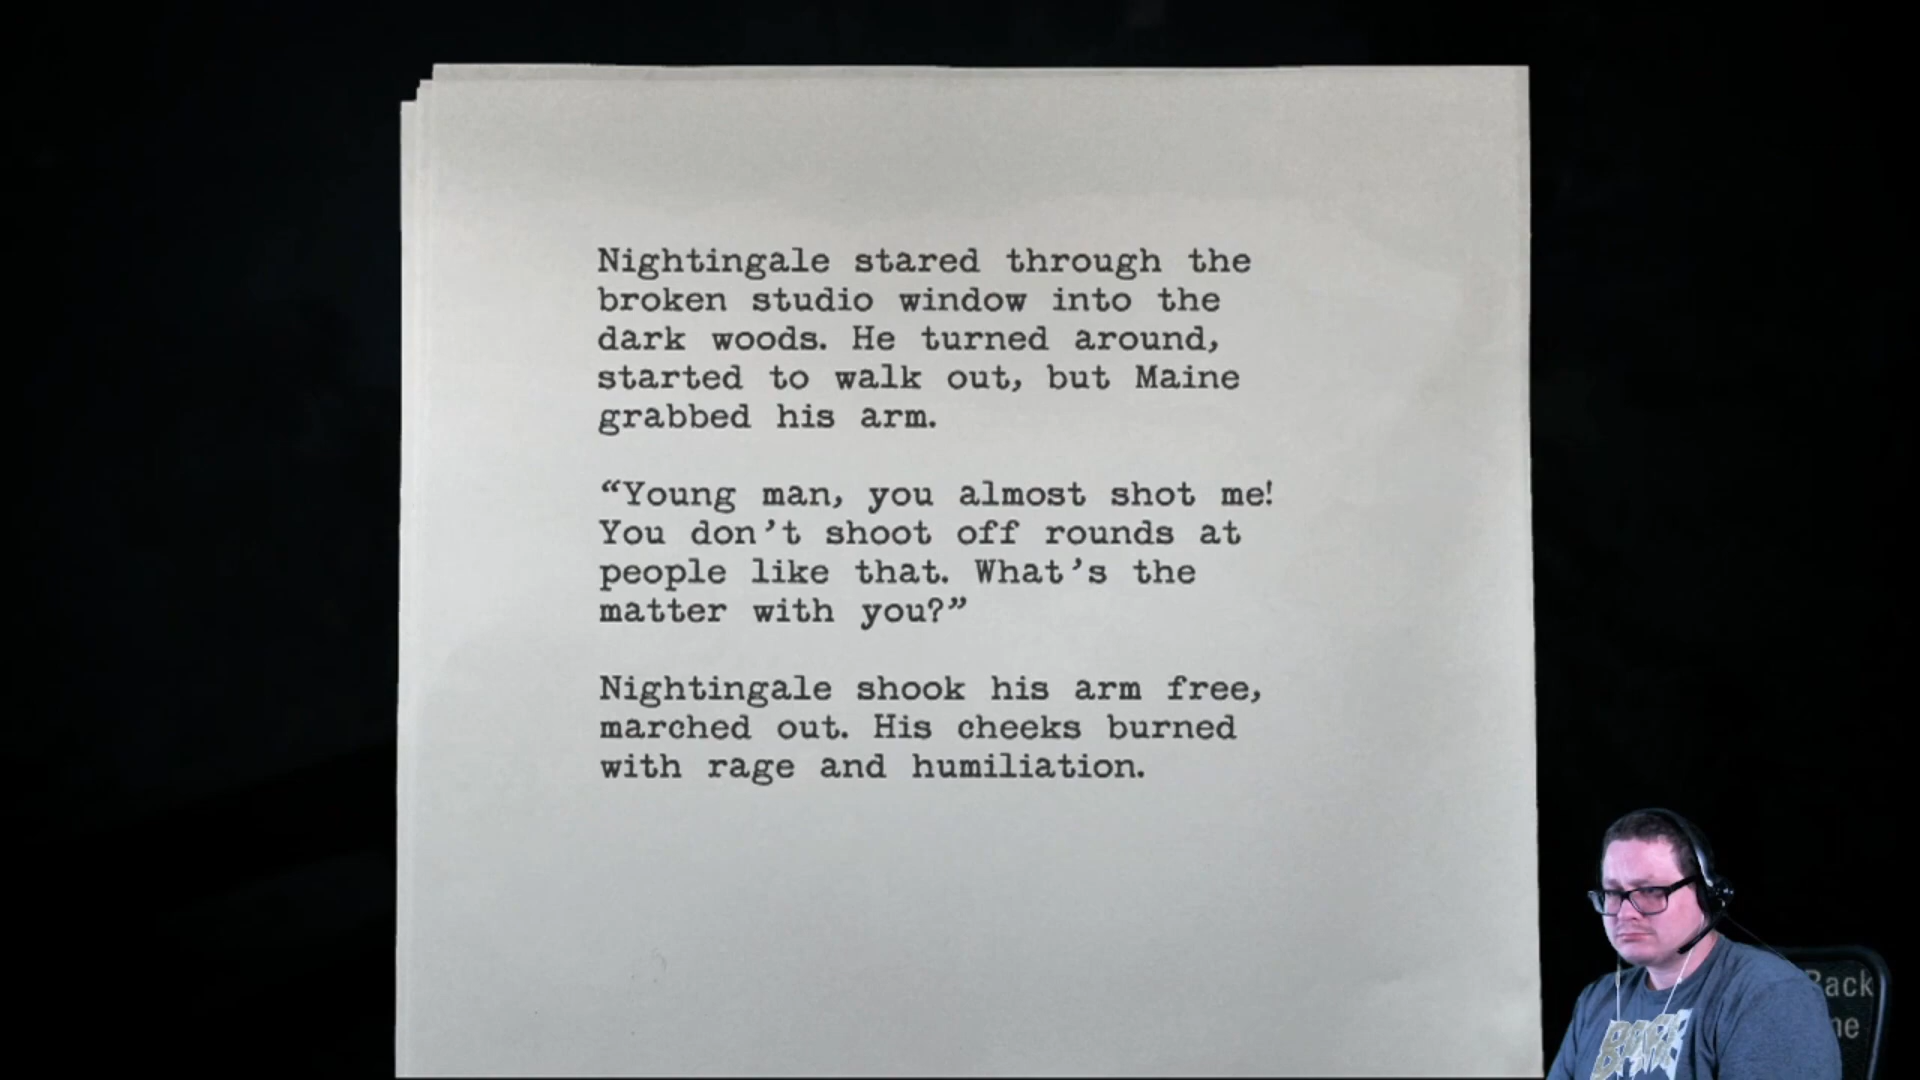 Nightingale stared through the
broken studio window into the
dark woods. He turned around,
started to walk out, but Maine
grabbed his arm.
“Young man, you almost shot me!
You don’t shoot off rounds at
people like that. What’s the
matter with you?”
Nightingale shook his arm free,
marched out. His cheeks burned
with rage and humiliation.
Back